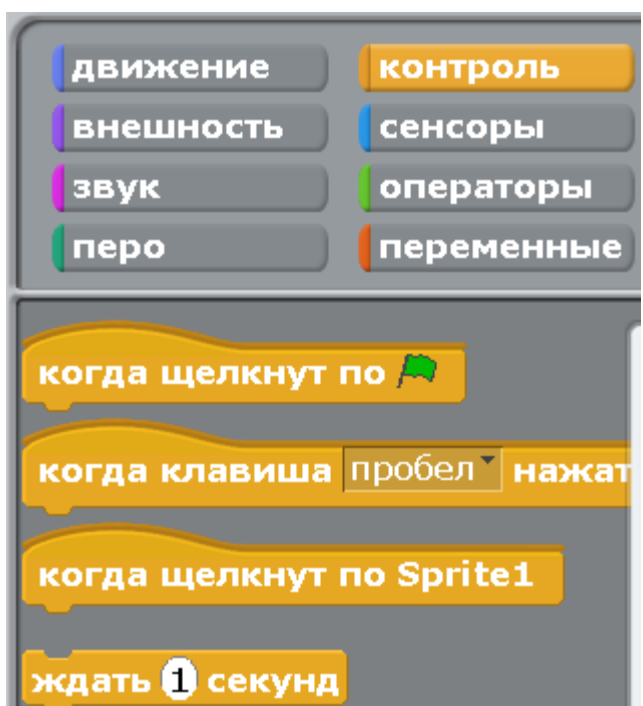 движение контроль
внешность сенсоры
звук операторы
перо переменные
когда щелкнут по
когда клавиша пробел нажат
когда щелкнут по Sprite1
ждать 1 секунд